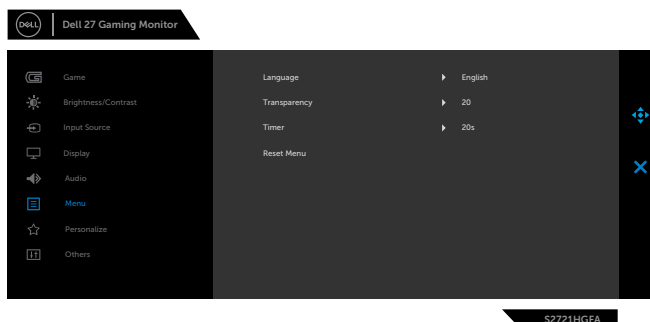 DELL
Dell 27 Gaming Monitor
Game
Brightness/Contrast
Input Source
Display
Audio
Menu
Personalize
Others
Language English
Transparency 20
Timer 20s
Reset Menu
S2721HGFA